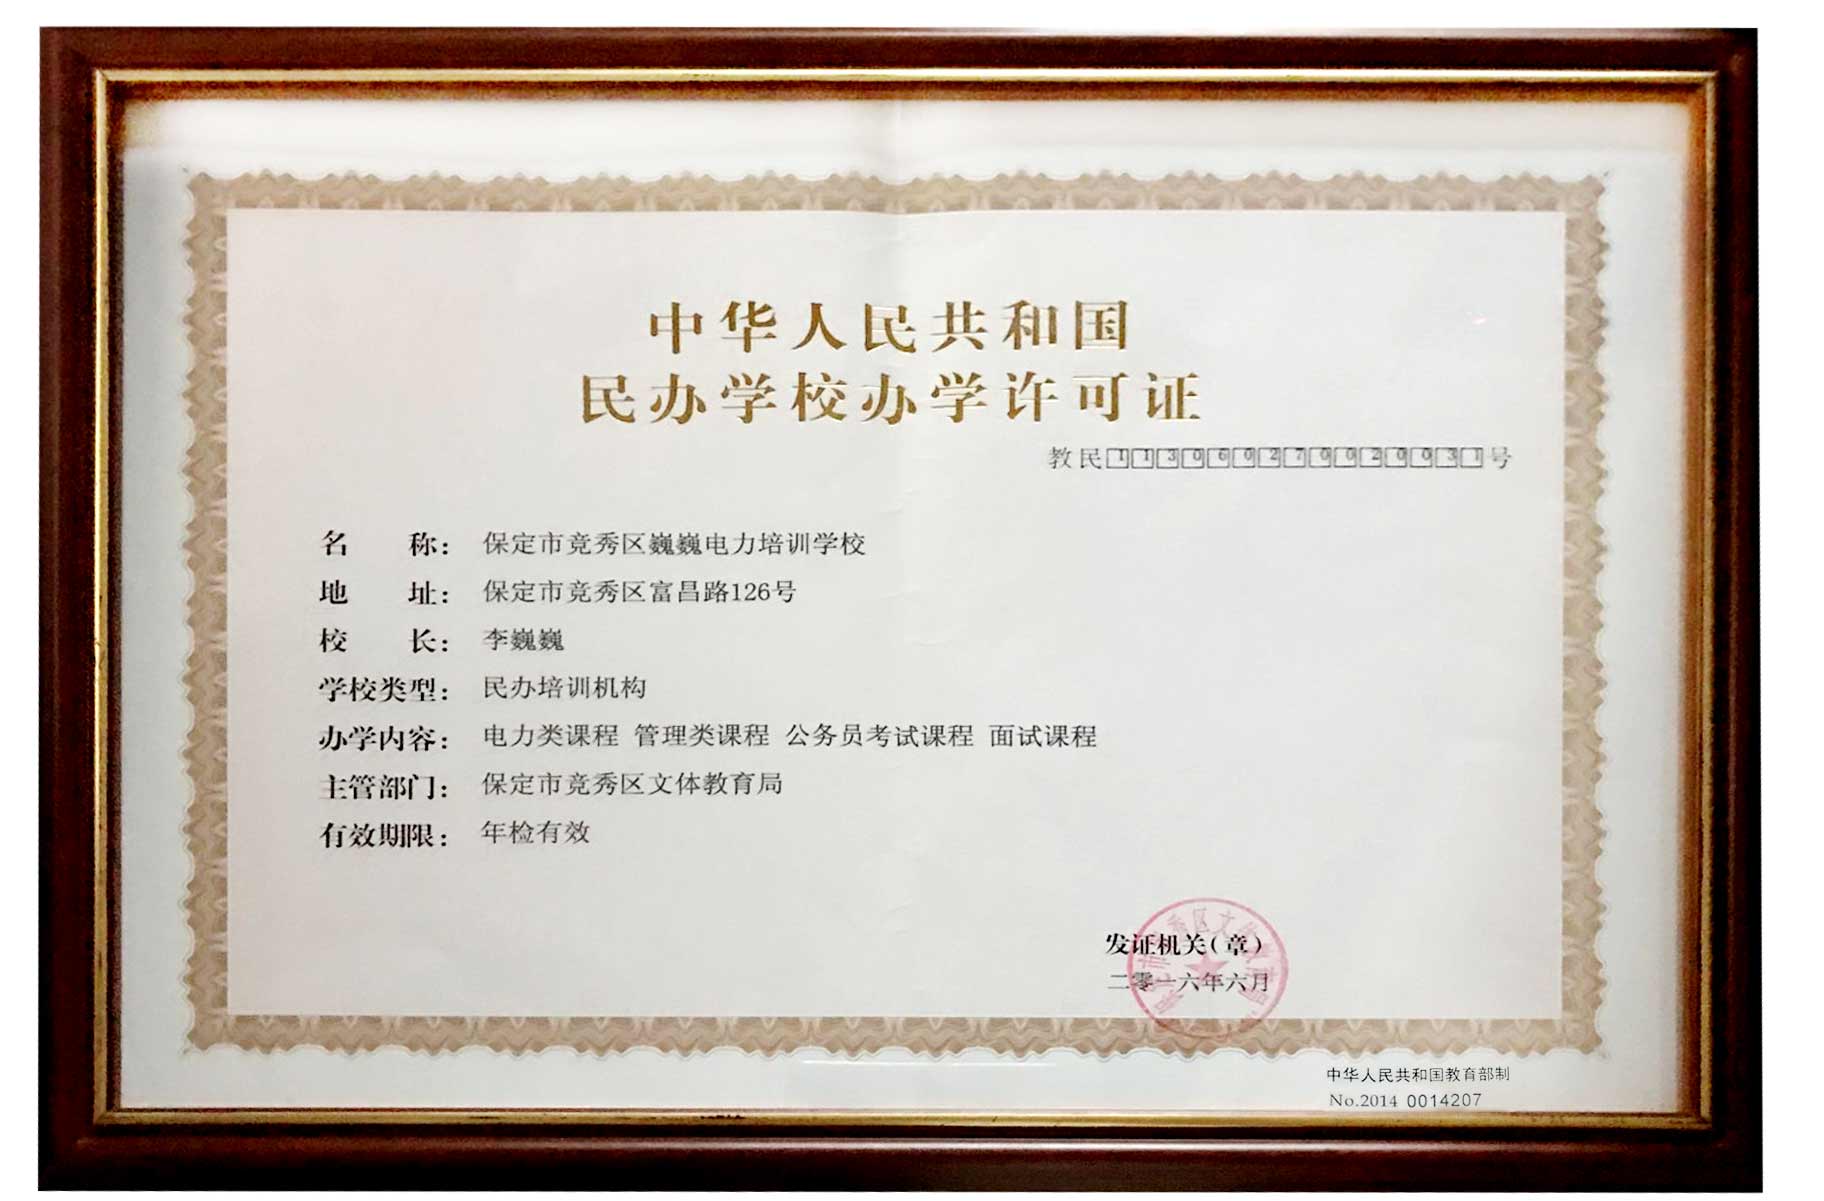 中华人民共和国
民办学校办学许可证
教民113060270020031号
名 称：保定市竞秀区巍巍电力培训学校
地 址：保定市竞秀区富昌路126号
校 长：李巍巍
学校类型：民办培训机构
办学内容：电力类课程 管理类课程 公务员考试课程 面试课程
主管部门：保定市竞秀区文体教育局
有效期限：年检有效
发证机关（章）
二零一六年六月
中华人民共和国教育部制
No.2014 0014207